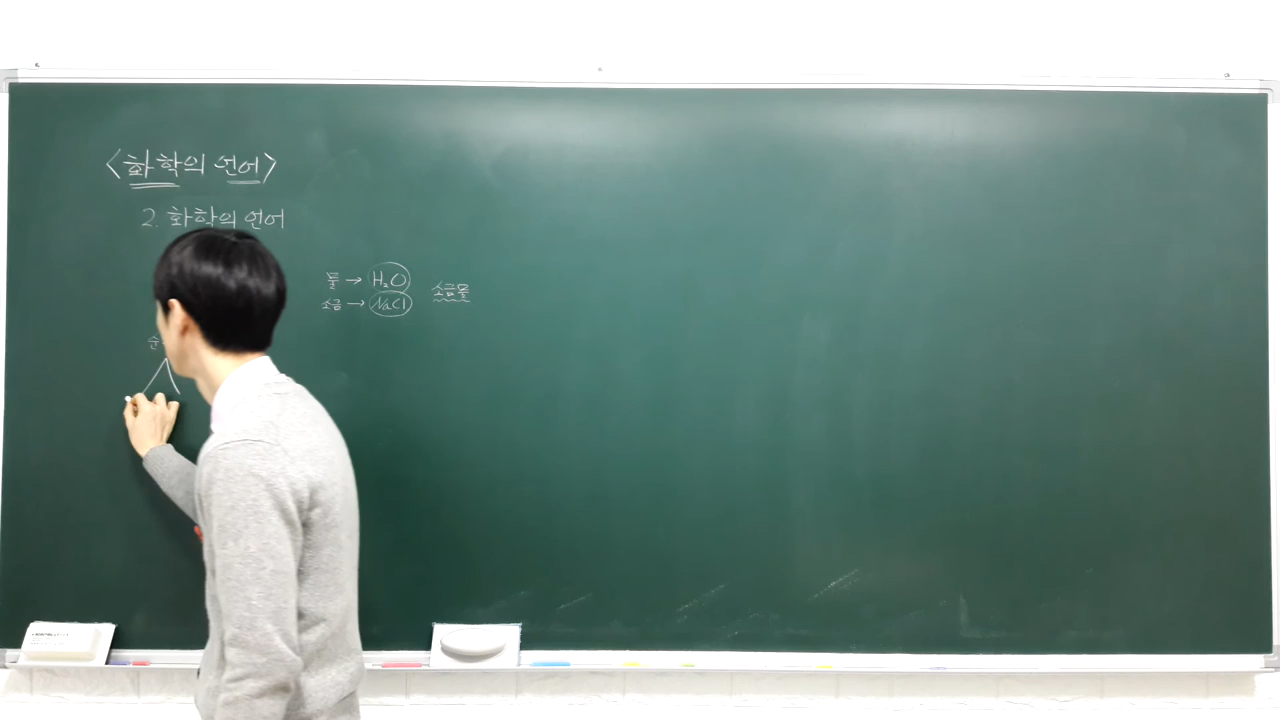 <화학의 언어>
2. 화학의 언어
물 → H₂O
소금 → NaCl
소금물
순